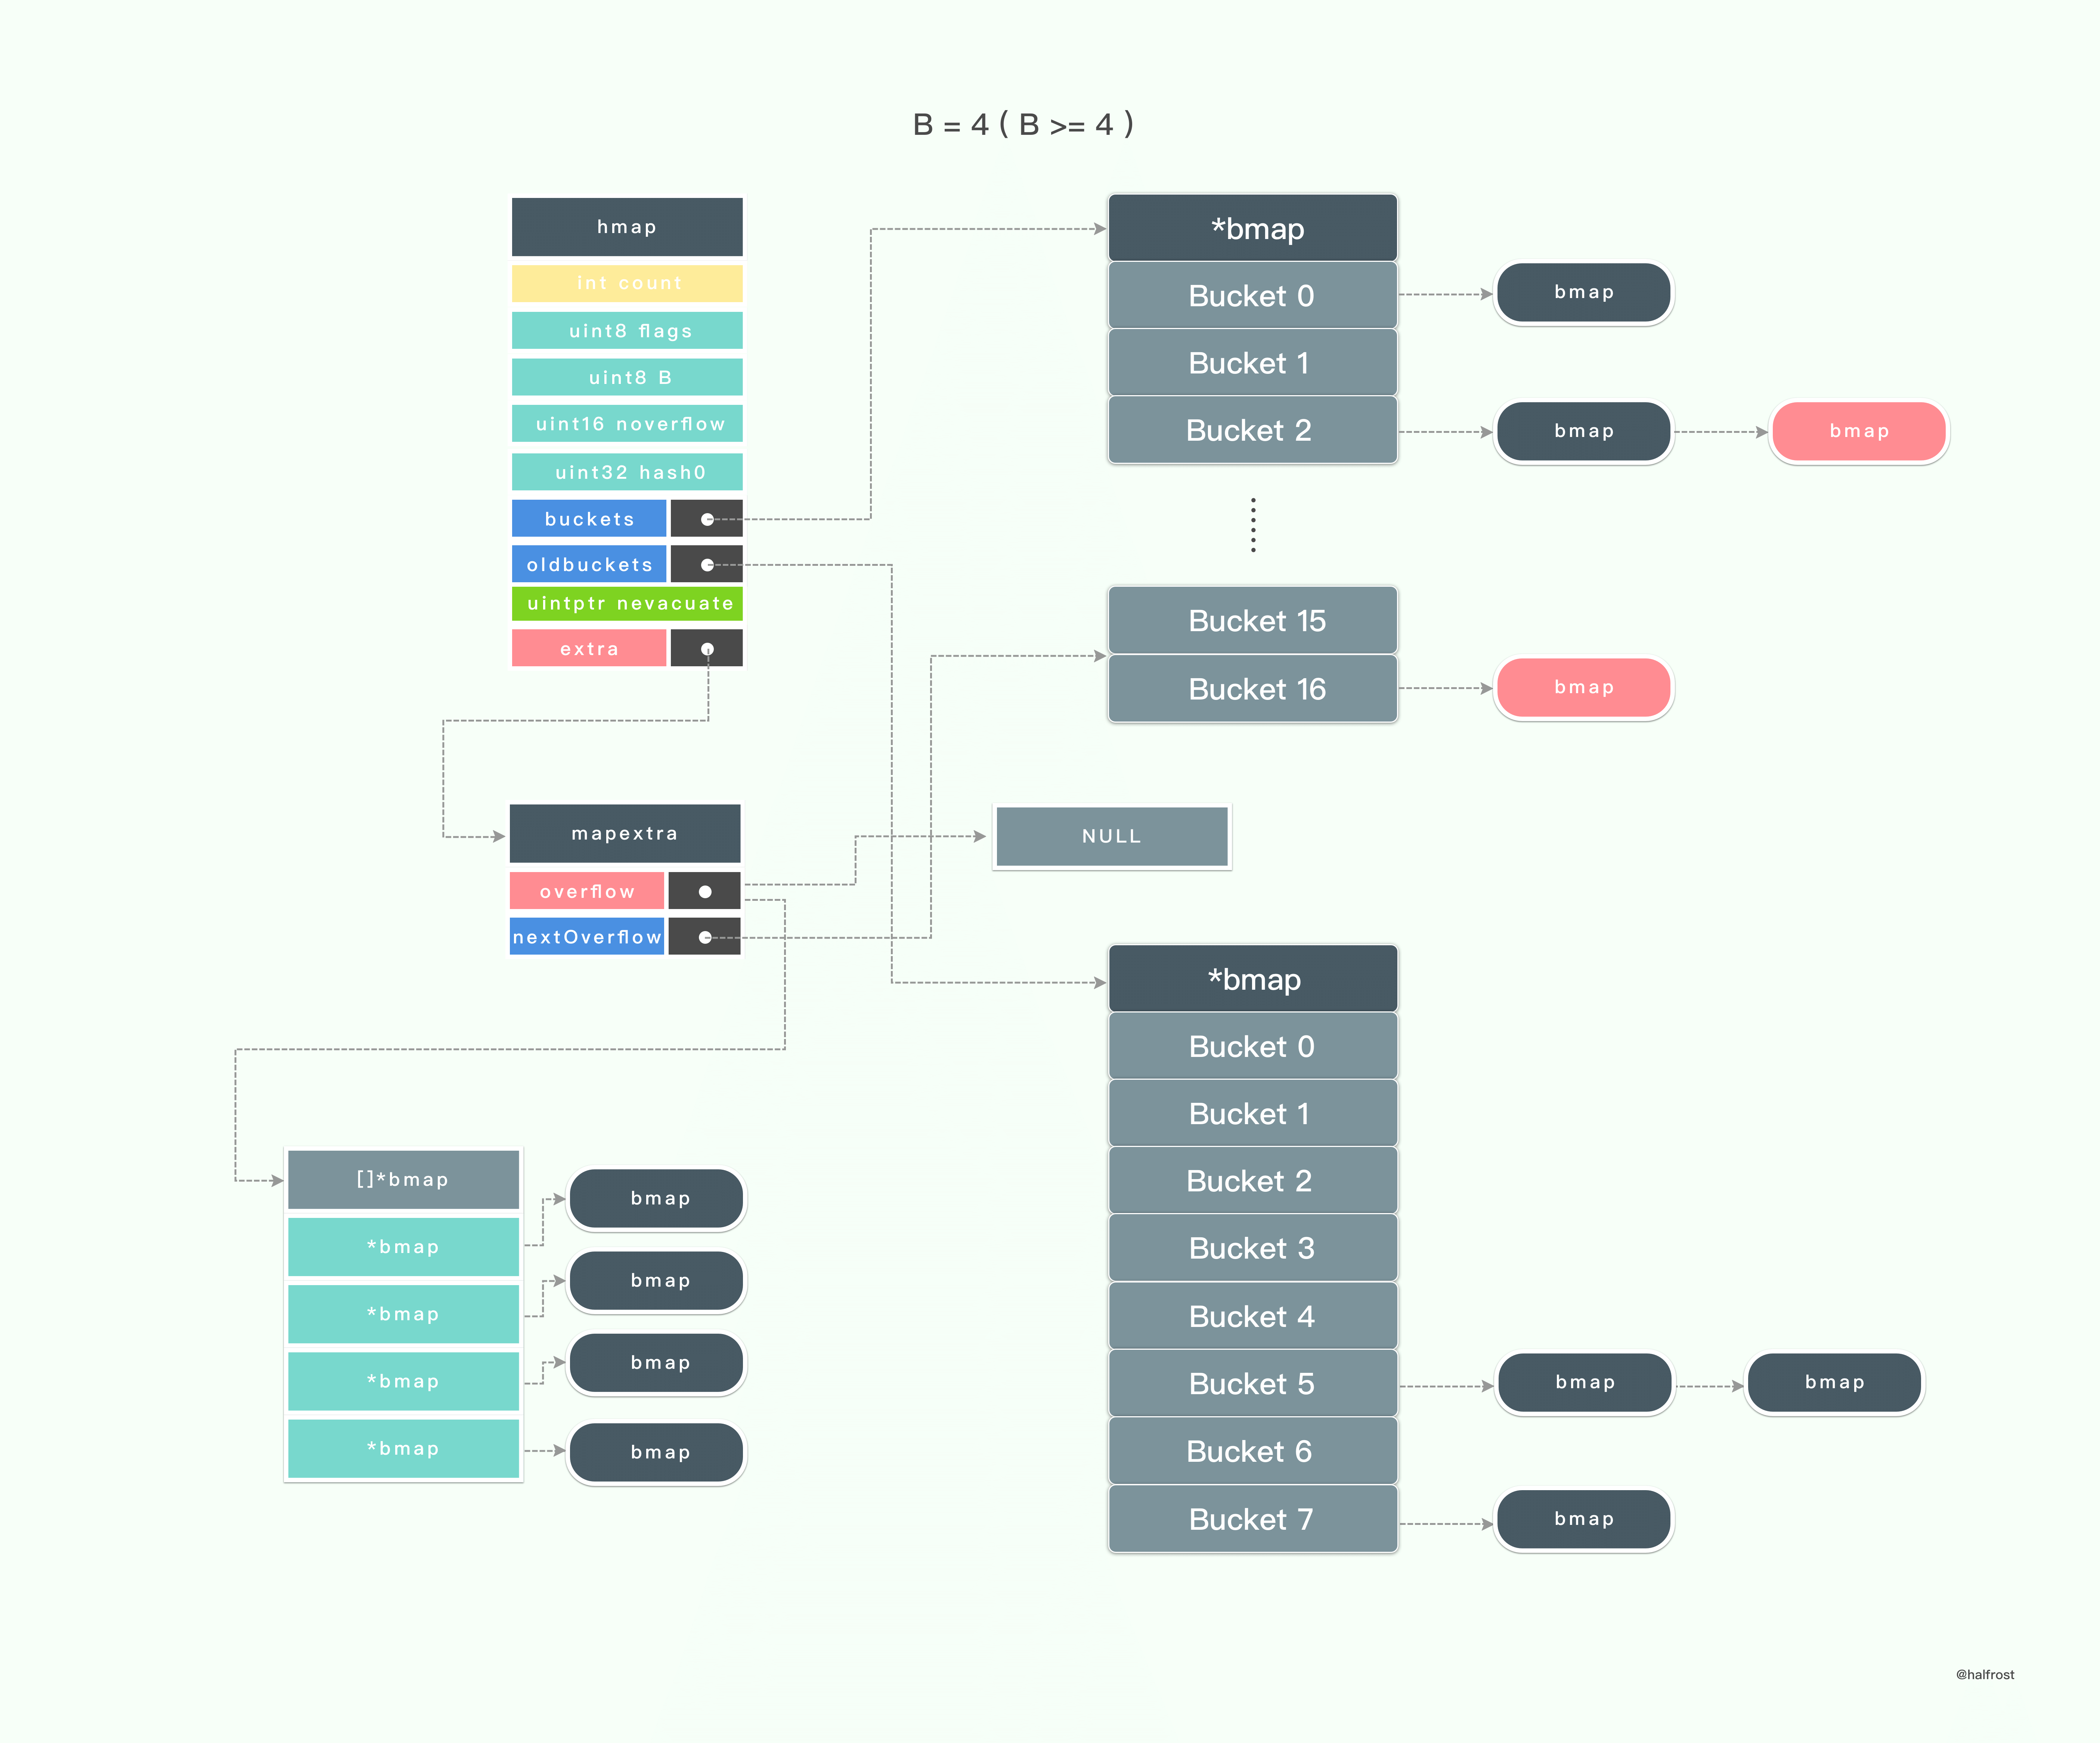 B = 4 ( B >= 4 )
hmap
int count
uint8 flags
uint8 B
uint16 noverflow
uint32 hash0
buckets
oldbuckets
uintptr nevacuate
extra
*bmap
Bucket 0
bmap
Bucket 1
Bucket 2
bmap
bmap
Bucket 15
Bucket 16
bmap
mapextra
overflow
nextOverflow
NULL
*bmap
Bucket 0
Bucket 1
Bucket 2
Bucket 3
Bucket 4
Bucket 5
bmap
bmap
Bucket 6
Bucket 7
bmap
[]*bmap
*bmap
bmap
*bmap
bmap
*bmap
bmap
*bmap
bmap
@halfrost